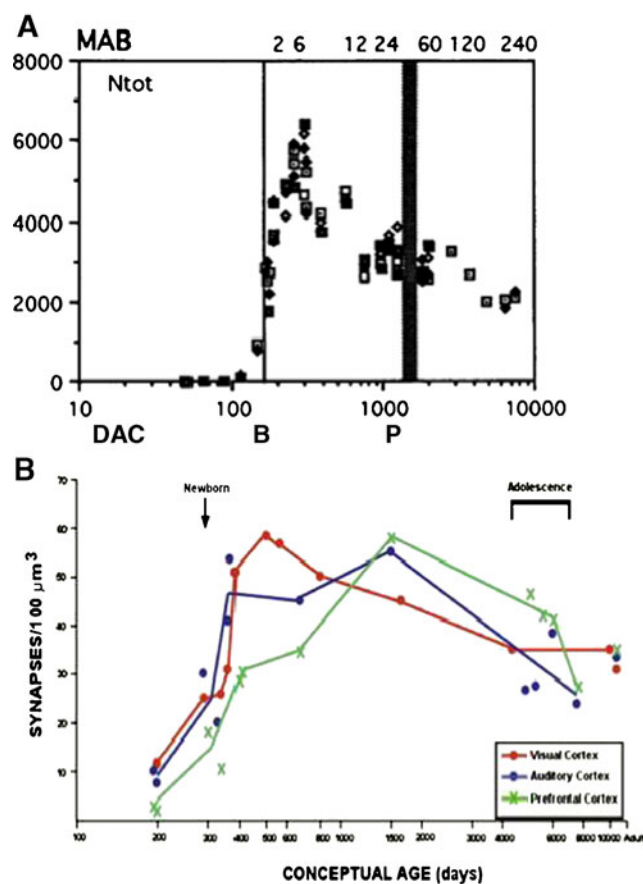 A
MAB 2 6 12 24 60 120 240
8000
Ntot
6000
4000
2000
0
10 100 1000 10000
DAC B P
B
70
Newborn
Adolescence
60
50
40
30
20
10
SYNAPSES/100 µm³
Visual Cortex
Auditory Cortex
Prefrontal Cortex
100 200 300 400 500 600 800 1000 1500 2000 3000 4000 6000 8000 10000 Adult
CONCEPTUAL AGE (days)